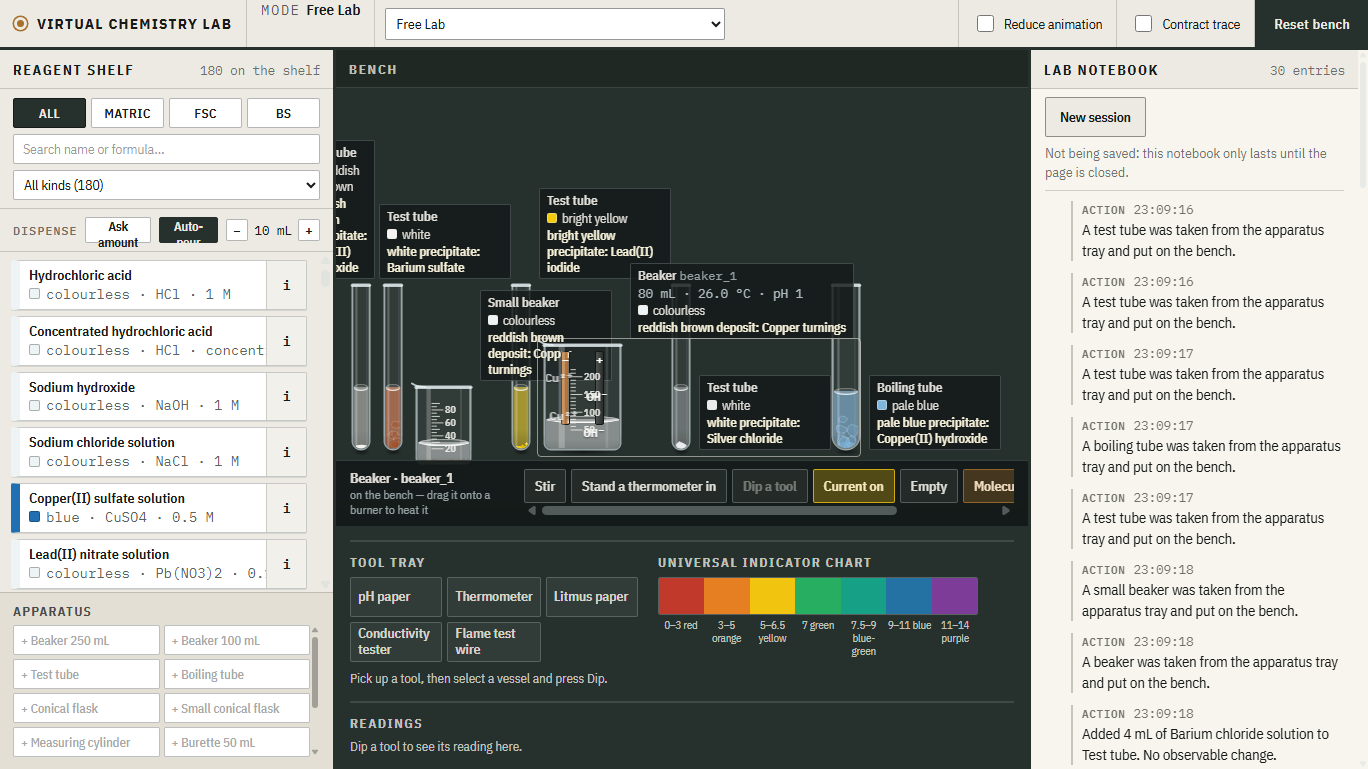 VIRTUAL CHEMISTRY LAB
MODE Free Lab
Free Lab
Reduce animation
Contract trace
Reset bench
REAGENT SHELF
180 on the shelf
ALL
MATRIC
FSC
BS
Search name or formula...
All kinds (180)
DISPENSE
Ask amount
Auto-pour
−
10 mL
+
Hydrochloric acid
colourless · HCl · 1 M
i
Concentrated hydrochloric acid
colourless · HCl · concent
i
Sodium hydroxide
colourless · NaOH · 1 M
i
Sodium chloride solution
colourless · NaCl · 1 M
i
Copper(II) sulfate solution
blue · CuSO4 · 0.5 M
i
Lead(II) nitrate solution
colourless · Pb(NO3)2 · 0.
i
APPARATUS
+ Beaker 250 mL
+ Beaker 100 mL
+ Test tube
+ Boiling tube
+ Conical flask
+ Small conical flask
+ Measuring cylinder
+ Burette 50 mL
BENCH
Test tube
white
white precipitate:
Barium sulfate
Test tube
bright yellow
bright yellow
precipitate: Lead(II)
iodide
Small beaker
colourless
reddish brown
deposit: Copp
turnings
Beaker beaker_1
80 mL · 26.0 °C · pH 1
colourless
reddish brown deposit: Copper turnings
Test tube
white
white precipitate:
Silver chloride
Boiling tube
pale blue
pale blue precipitate:
Copper(II) hydroxide
80
60
40
20
200
100
Beaker · beaker_1
on the bench — drag it onto a
burner to heat it
Stir
Stand a thermometer in
Dip a tool
Current on
Empty
Molecu
TOOL TRAY
pH paper
Thermometer
Litmus paper
Conductivity tester
Flame test wire
Pick up a tool, then select a vessel and press Dip.
UNIVERSAL INDICATOR CHART
0–3 red
3–5 orange
5–6.5 yellow
7 green
7.5–9 blue-green
9–11 blue
11–14 purple
READINGS
Dip a tool to see its reading here.
LAB NOTEBOOK
30 entries
New session
Not being saved: this notebook only lasts until the
page is closed.
ACTION 23:09:16
A test tube was taken from the apparatus
tray and put on the bench.
ACTION 23:09:16
A test tube was taken from the apparatus
tray and put on the bench.
ACTION 23:09:17
A test tube was taken from the apparatus
tray and put on the bench.
ACTION 23:09:17
A boiling tube was taken from the apparatus
tray and put on the bench.
ACTION 23:09:17
A test tube was taken from the apparatus
tray and put on the bench.
ACTION 23:09:18
A small beaker was taken from the
apparatus tray and put on the bench.
ACTION 23:09:18
A beaker was taken from the apparatus tray
and put on the bench.
ACTION 23:09:18
Added 4 mL of Barium chloride solution to
Test tube. No observable change.